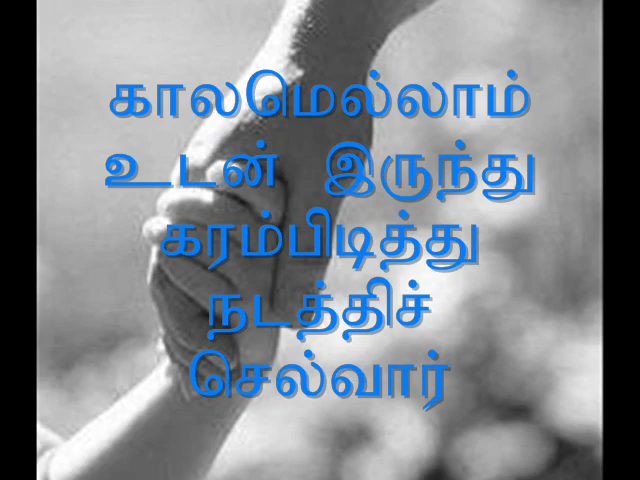 காலமெல்லாம்
உடன் இருந்து
கரம்பிடித்து
நடத்திச்
செல்வார்